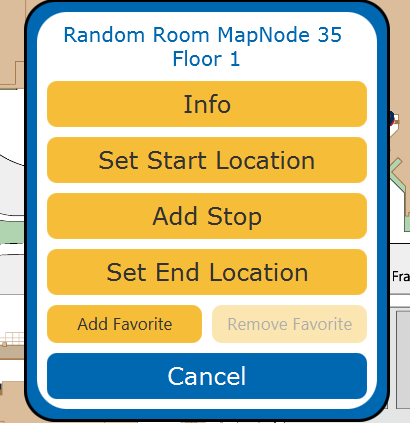 Random Room MapNode 35
Floor 1
Info
Set Start Location
Add Stop
Set End Location
Fra
Add Favorite
Remove Favorite
Cancel